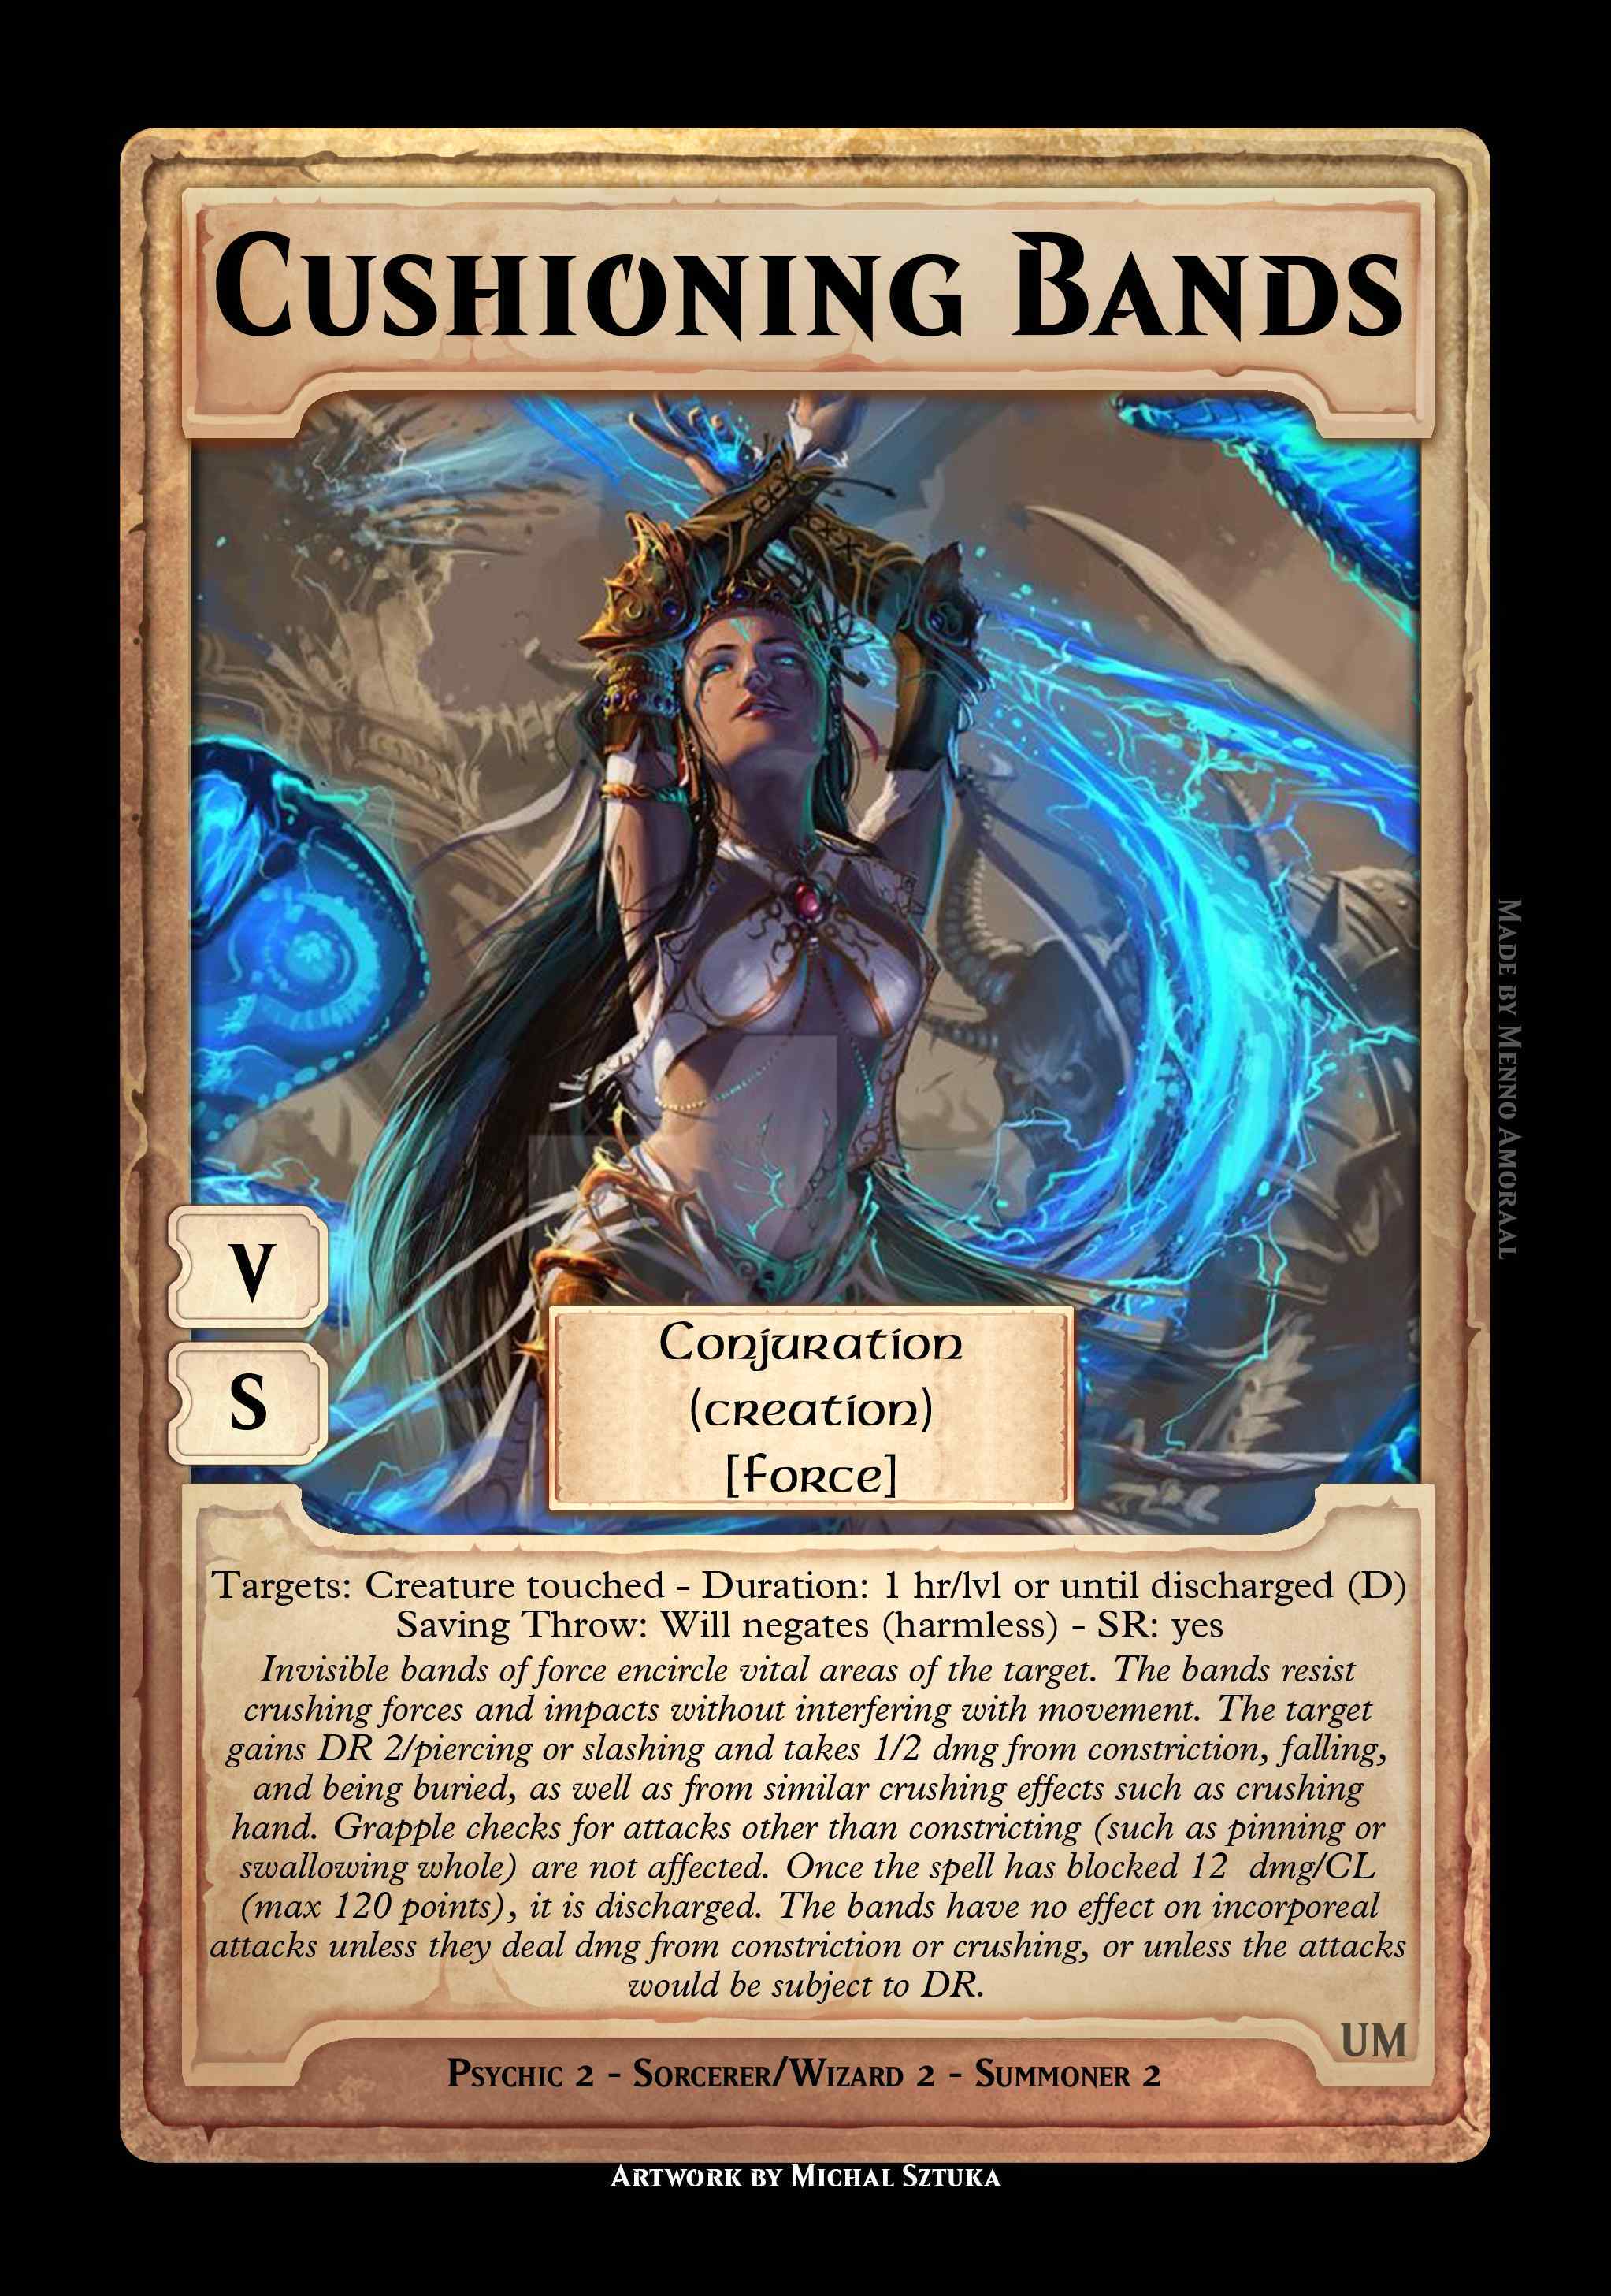 Cushioning Bands
V
S
Conjuration
(creation)
[force]
Targets: Creature touched - Duration: 1 hr/lvl or until discharged (D)
Saving Throw: Will negates (harmless) - SR: yes
Invisible bands of force encircle vital areas of the target. The bands resist
crushing forces and impacts without interfering with movement. The target
gains DR 2/piercing or slashing and takes 1/2 dmg from constriction, falling,
and being buried, as well as from similar crushing effects such as crushing
hand. Grapple checks for attacks other than constricting (such as pinning or
swallowing whole) are not affected. Once the spell has blocked 12  dmg/CL
(max 120 points), it is discharged. The bands have no effect on incorporeal
attacks unless they deal dmg from constriction or crushing, or unless the attacks
would be subject to DR.
UM
Psychic 2 - Sorcerer/Wizard 2 - Summoner 2
Artwork by Michal Sztuka
Made by Menno Amoraal